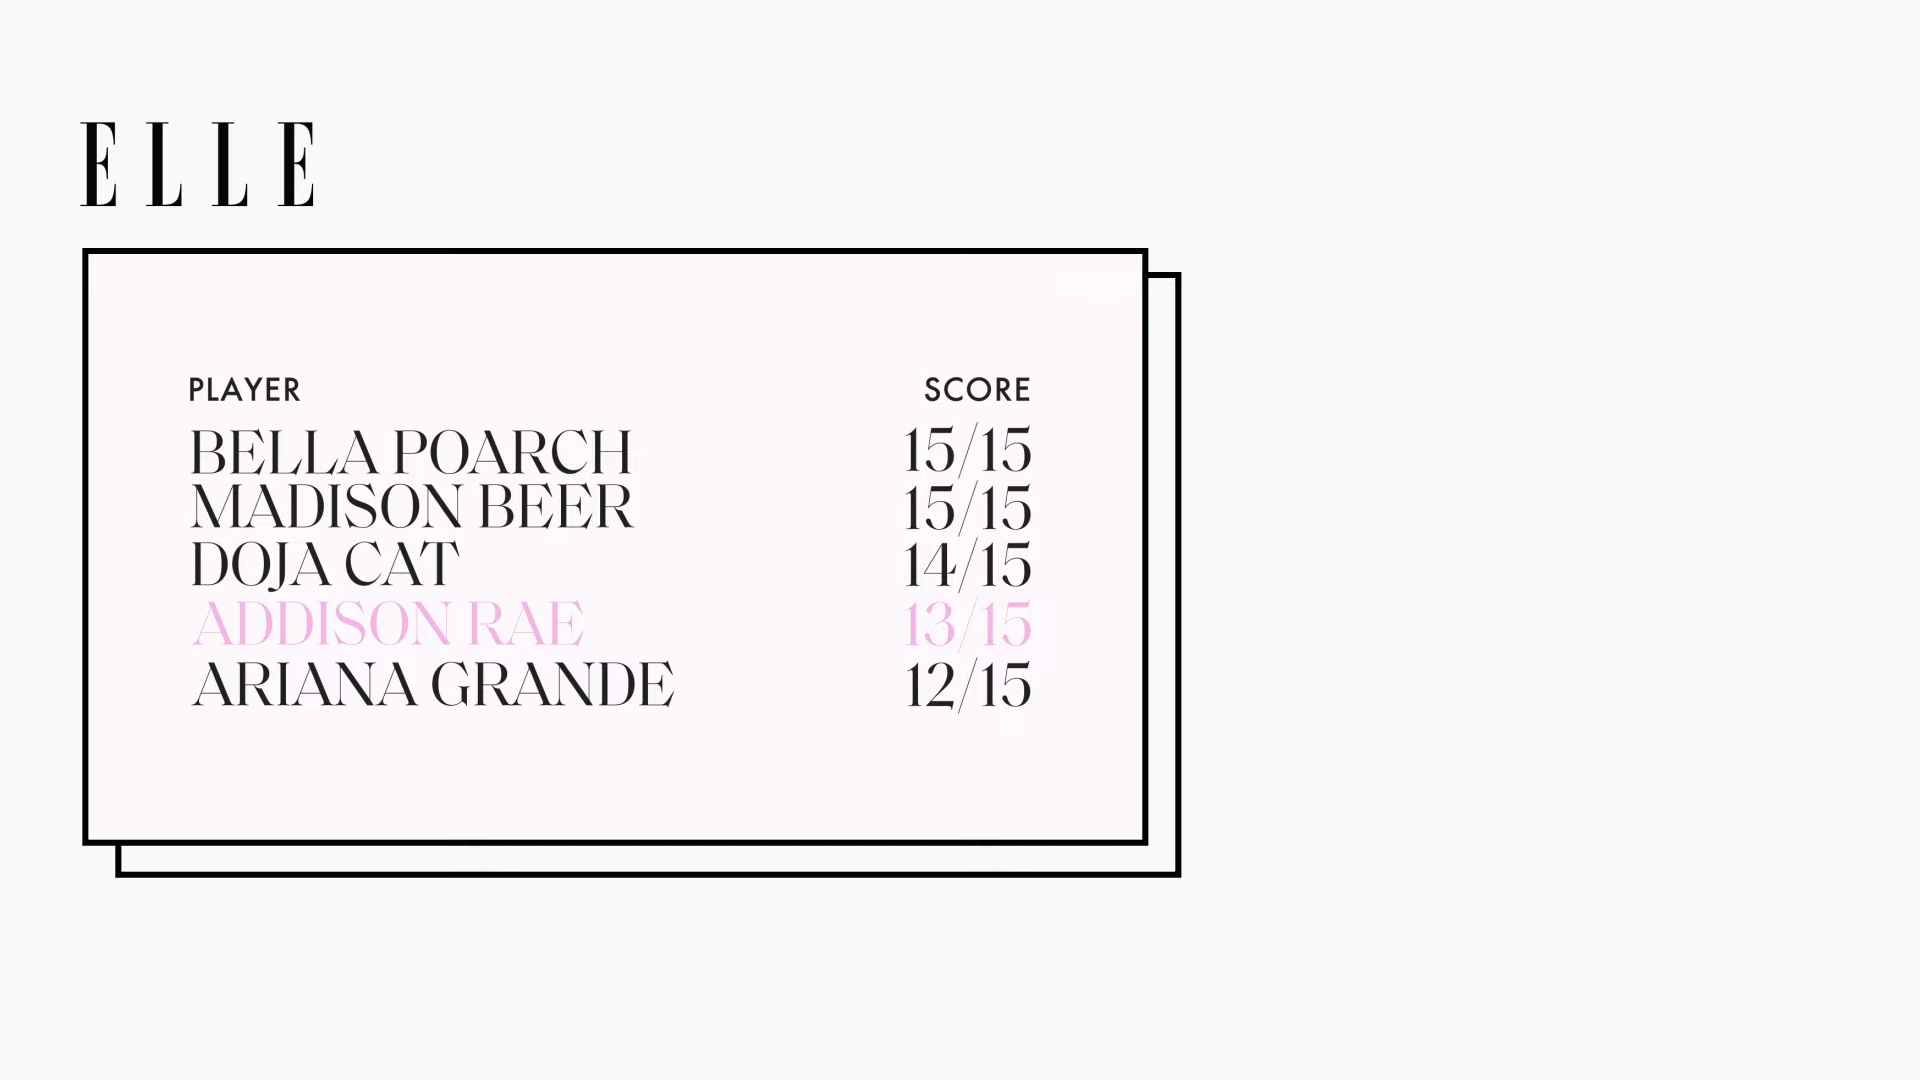 ELLE
PLAYER SCORE
BELLA POARCH 15/15
MADISON BEER 15/15
DOJA CAT 14/15
ADDISON RAE 13/15
ARIANA GRANDE 12/15